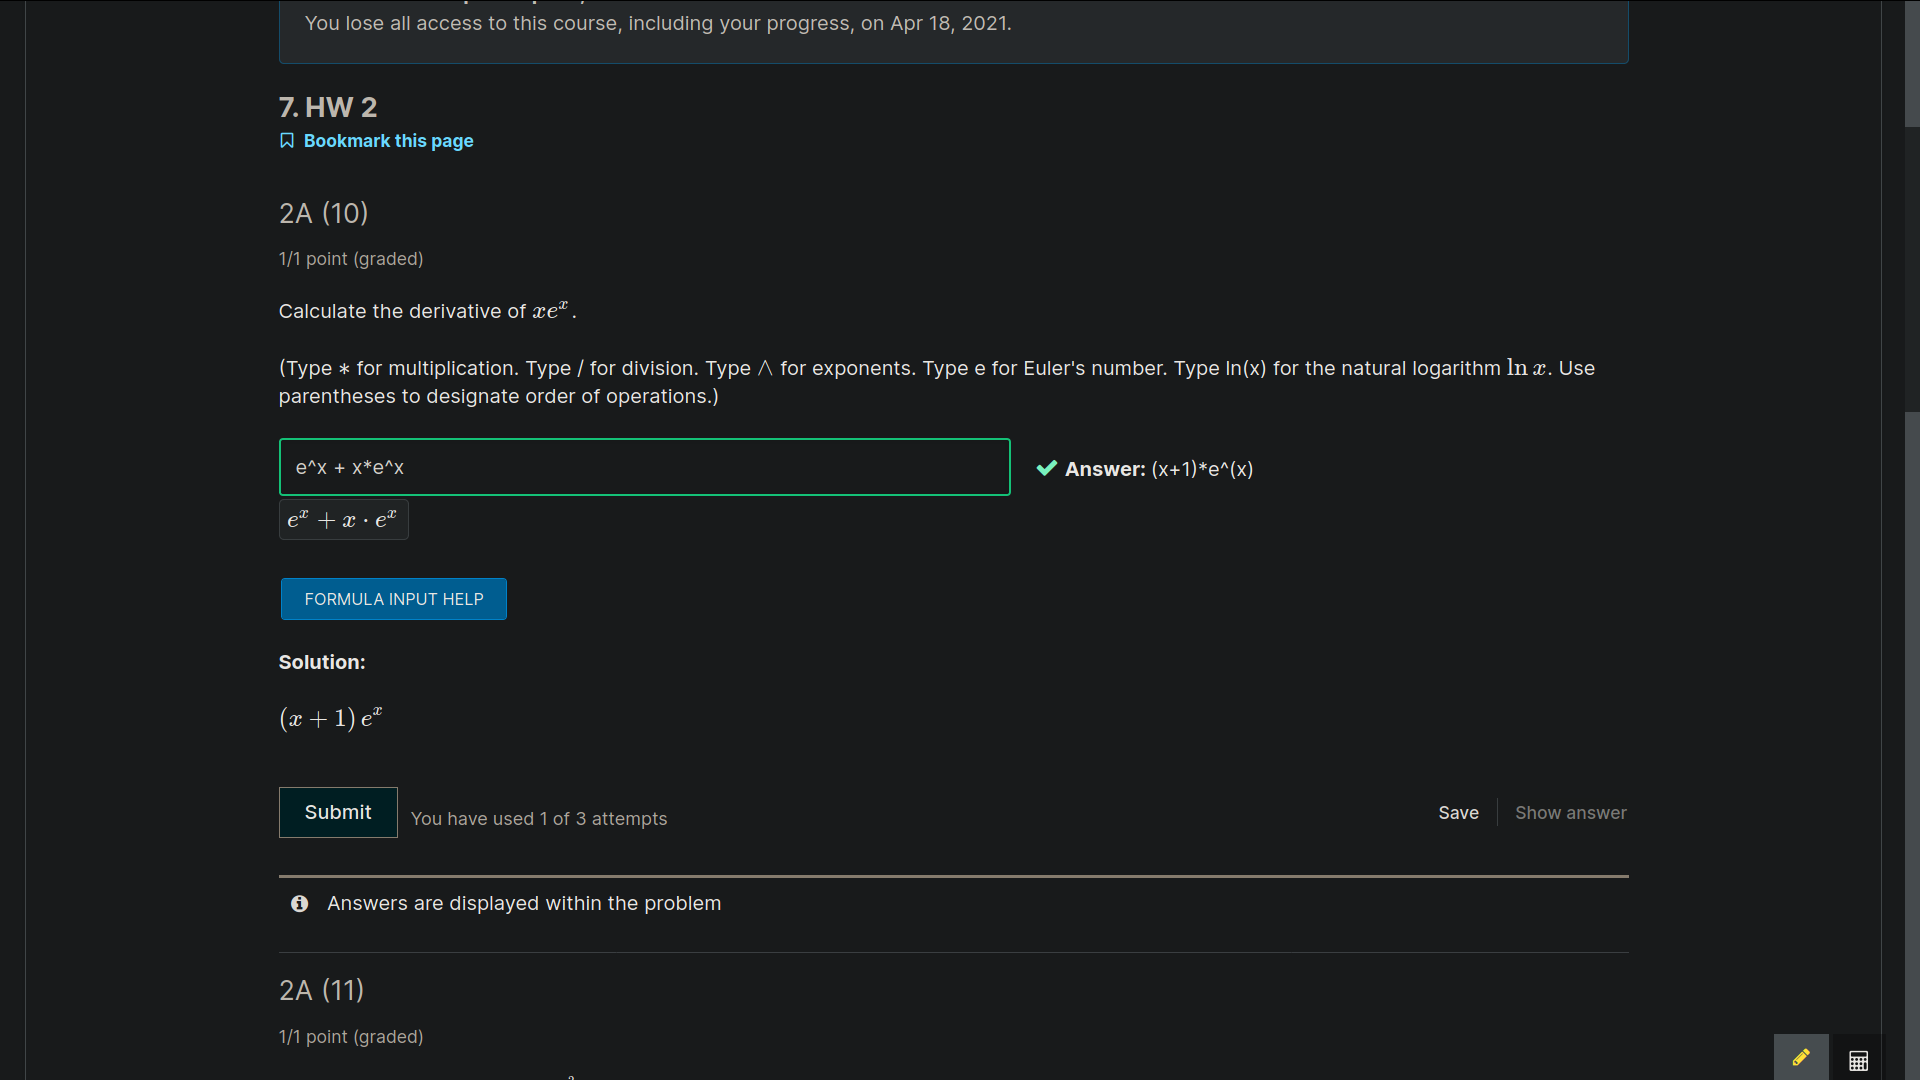 You lose all access to this course, including your progress, on Apr 18, 2021.
7. HW 2
Bookmark this page
2A (10)
1/1 point (graded)
Calculate the derivative of xeˣ.
(Type ∗ for multiplication. Type / for division. Type ∧ for exponents. Type e for Euler's number. Type ln(x) for the natural logarithm ln x. Use
parentheses to designate order of operations.)
e^x + x*e^x
Answer: (x+1)*e^(x)
eˣ + x · eˣ
FORMULA INPUT HELP
Solution:
(x + 1) eˣ
Submit
You have used 1 of 3 attempts
Save
Show answer
Answers are displayed within the problem
2A (11)
1/1 point (graded)